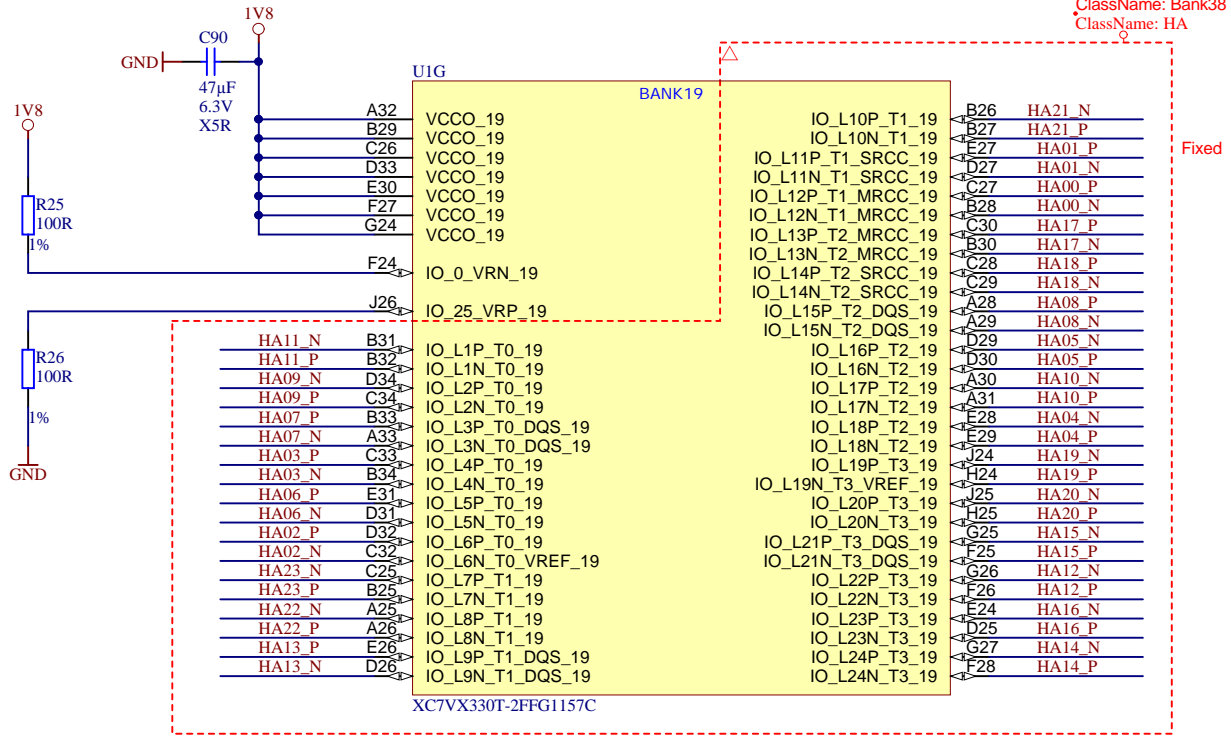 ClassName: Bank38
ClassName: HA
Fixed
1V8
C90
GND
47µF
6.3V
X5R
1V8
R25
100R
1%
R26
100R
1%
GND
U1G
BANK19
A32 VCCO_19
B29 VCCO_19
C26 VCCO_19
D33 VCCO_19
E30 VCCO_19
F27 VCCO_19
G24 VCCO_19
F24 IO_0_VRN_19
J26 IO_25_VRP_19
HA11_N B31 IO_L1P_T0_19
HA11_P B32 IO_L1N_T0_19
HA09_N D34 IO_L2P_T0_19
HA09_P C34 IO_L2N_T0_19
HA07_P B33 IO_L3P_T0_DQS_19
HA07_N A33 IO_L3N_T0_DQS_19
HA03_P C33 IO_L4P_T0_19
HA03_N B34 IO_L4N_T0_19
HA06_P E31 IO_L5P_T0_19
HA06_N D31 IO_L5N_T0_19
HA02_P D32 IO_L6P_T0_19
HA02_N C32 IO_L6N_T0_VREF_19
HA23_N C25 IO_L7P_T1_19
HA23_P B25 IO_L7N_T1_19
HA22_N A25 IO_L8P_T1_19
HA22_P A26 IO_L8N_T1_19
HA13_P E26 IO_L9P_T1_DQS_19
HA13_N D26 IO_L9N_T1_DQS_19
IO_L10P_T1_19 B26 HA21_N
IO_L10N_T1_19 B27 HA21_P
IO_L11P_T1_SRCC_19 E27 HA01_P
IO_L11N_T1_SRCC_19 D27 HA01_N
IO_L12P_T1_MRCC_19 C27 HA00_P
IO_L12N_T1_MRCC_19 B28 HA00_N
IO_L13P_T2_MRCC_19 C30 HA17_P
IO_L13N_T2_MRCC_19 B30 HA17_N
IO_L14P_T2_SRCC_19 C28 HA18_P
IO_L14N_T2_SRCC_19 C29 HA18_N
IO_L15P_T2_DQS_19 A28 HA08_P
IO_L15N_T2_DQS_19 A29 HA08_N
IO_L16P_T2_19 D29 HA05_N
IO_L16N_T2_19 D30 HA05_P
IO_L17P_T2_19 A30 HA10_N
IO_L17N_T2_19 A31 HA10_P
IO_L18P_T2_19 E28 HA04_N
IO_L18N_T2_19 E29 HA04_P
IO_L19P_T3_19 J24 HA19_N
IO_L19N_T3_VREF_19 H24 HA19_P
IO_L20P_T3_19 J25 HA20_N
IO_L20N_T3_19 H25 HA20_P
IO_L21P_T3_DQS_19 G25 HA15_N
IO_L21N_T3_DQS_19 F25 HA15_P
IO_L22P_T3_19 G26 HA12_N
IO_L22N_T3_19 F26 HA12_P
IO_L23P_T3_19 E24 HA16_N
IO_L23N_T3_19 D25 HA16_P
IO_L24P_T3_19 G27 HA14_N
IO_L24N_T3_19 F28 HA14_P
XC7VX330T-2FFG1157C